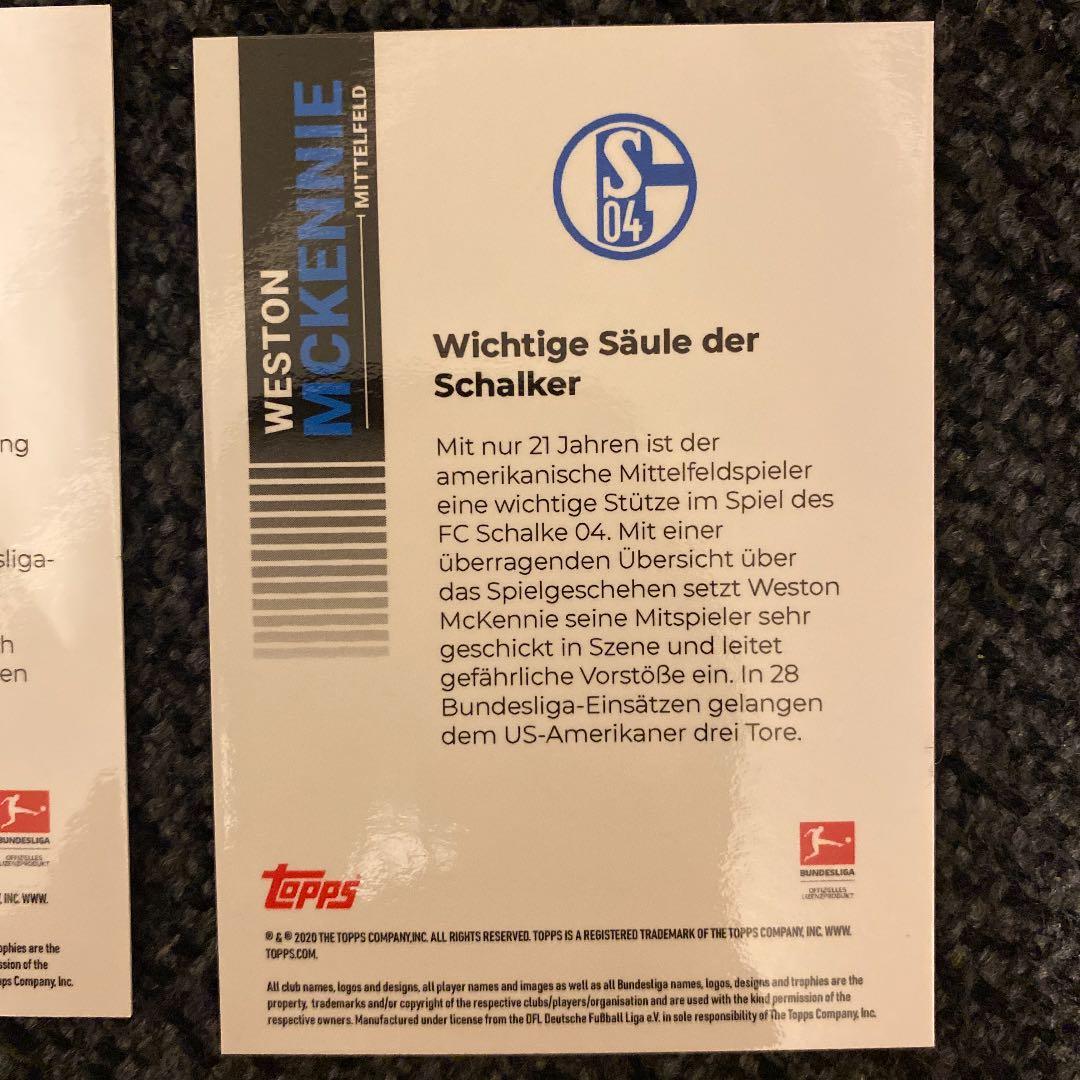 WESTON
MCKENNIE
MITTELFELD
S
04
Wichtige Säule der
Schalker
Mit nur 21 Jahren ist der
amerikanische Mittelfeldspieler
eine wichtige Stütze im Spiel des
FC Schalke 04. Mit einer
überragenden Übersicht über
das Spielgeschehen setzt Weston
McKennie seine Mitspieler sehr
geschickt in Szene und leitet
gefährliche Vorstöße ein. In 28
Bundesliga-Einsätzen gelangen
dem US-Amerikaner drei Tore.
topps
BUNDESLIGA
OFFIZIELLES
LIZENZPRODUKT
® & © 2020 THE TOPPS COMPANY,INC. ALL RIGHTS RESERVED. TOPPS IS A REGISTERED TRADEMARK OF THE TOPPS COMPANY, INC. WWW.
TOPPS.COM.
All club names, logos and designs, all player names and images as well as all Bundesliga names, logos, designs and trophies are the
property, trademarks and/or copyright of the respective clubs/players/organisation and are used with the kind permission of the
respective owners. Manufactured under license from the DFL Deutsche Fußball Liga e.V. in sole responsibility of The Topps Company, Inc.
ng
sliga-
h
en
BUNDESLIGA
OFFIZIELLES
LIZENZPRODUKT
, INC. WWW.
ophies are the
ssion of the
ps Company, Inc.